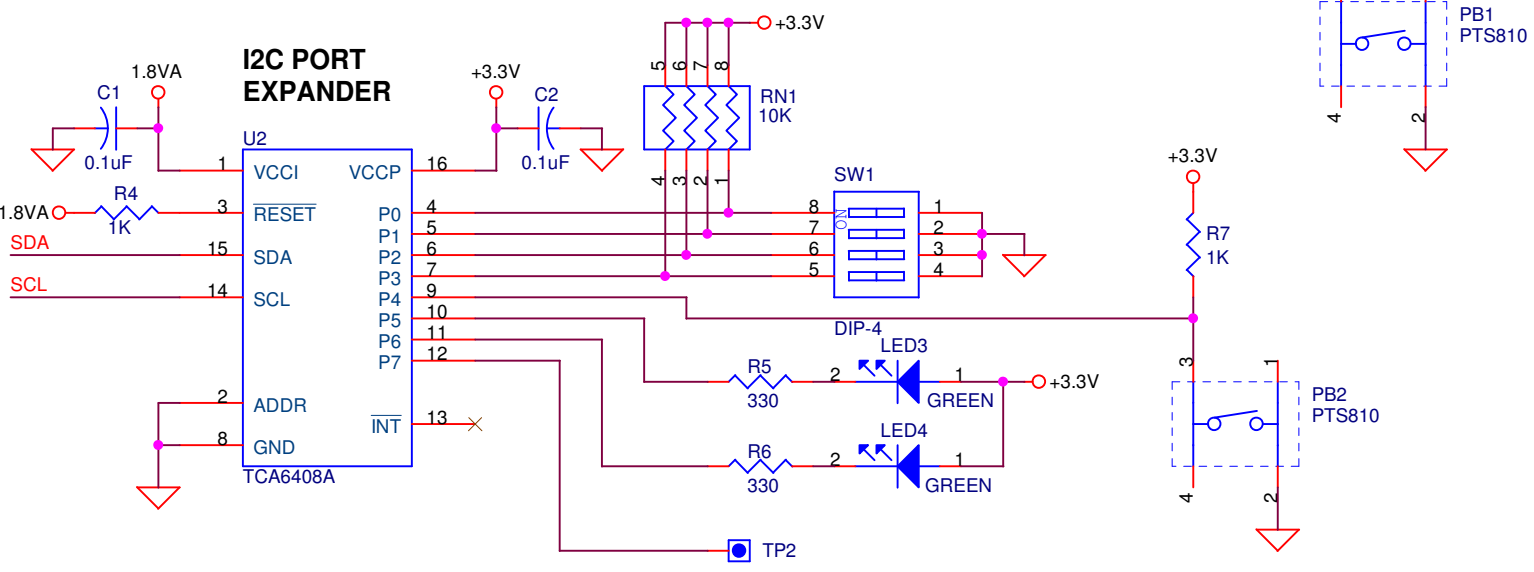 +3.3V
PB1
PTS810
4
2
I2C PORT
EXPANDER
1.8VA
C1
0.1uF
+3.3V
C2
0.1uF
5
6
7
8
RN1
10K
4
3
2
1
U2
1
VCCI
VCCP
16
1.8VA
R4
1K
3
RESET
P0
4
SDA
15
SDA
P1
5
P2
6
SCL
14
SCL
P3
7
P4
9
P5
10
P6
11
P7
12
2
ADDR
INT
13
8
GND
TCA6408A
SW1
ON
8
1
7
2
6
3
5
4
DIP-4
+3.3V
R7
1K
R5
330
2
LED3
1
GREEN
+3.3V
R6
330
2
LED4
1
GREEN
3
1
PB2
PTS810
4
2
TP2